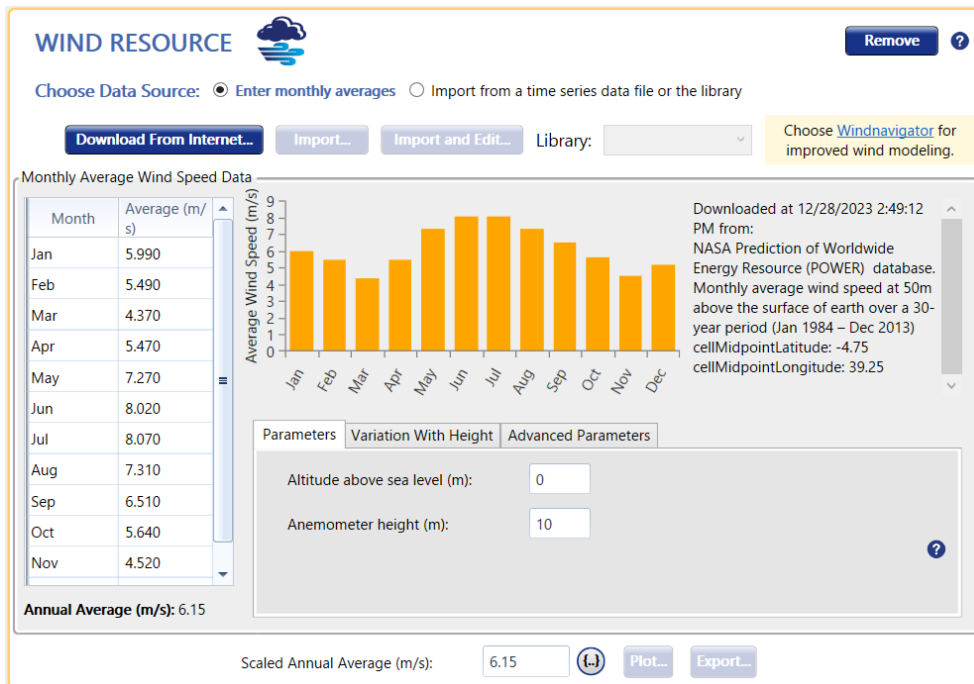 WIND RESOURCE
Remove
?
Choose Data Source: Enter monthly averages Import from a time series data file or the library
Download From Internet... Import... Import and Edit... Library:
Choose Windnavigator for
improved wind modeling.
Monthly Average Wind Speed Data
Month Average (m/
s)
Jan 5.990
Feb 5.490
Mar 4.370
Apr 5.470
May 7.270
Jun 8.020
Jul 8.070
Aug 7.310
Sep 6.510
Oct 5.640
Nov 4.520
Annual Average (m/s): 6.15
Average Wind Speed (m/s)
9
8
7
6
5
4
3
2
1
0
Jan Feb Mar Apr May Jun Jul Aug Sep Oct Nov Dec
Downloaded at 12/28/2023 2:49:12
PM from:
NASA Prediction of Worldwide
Energy Resource (POWER) database.
Monthly average wind speed at 50m
above the surface of earth over a 30-
year period (Jan 1984 – Dec 2013)
cellMidpointLatitude: -4.75
cellMidpointLongitude: 39.25
Parameters Variation With Height Advanced Parameters
Altitude above sea level (m): 0
Anemometer height (m): 10
?
Scaled Annual Average (m/s): 6.15 {..} Plot... Export...